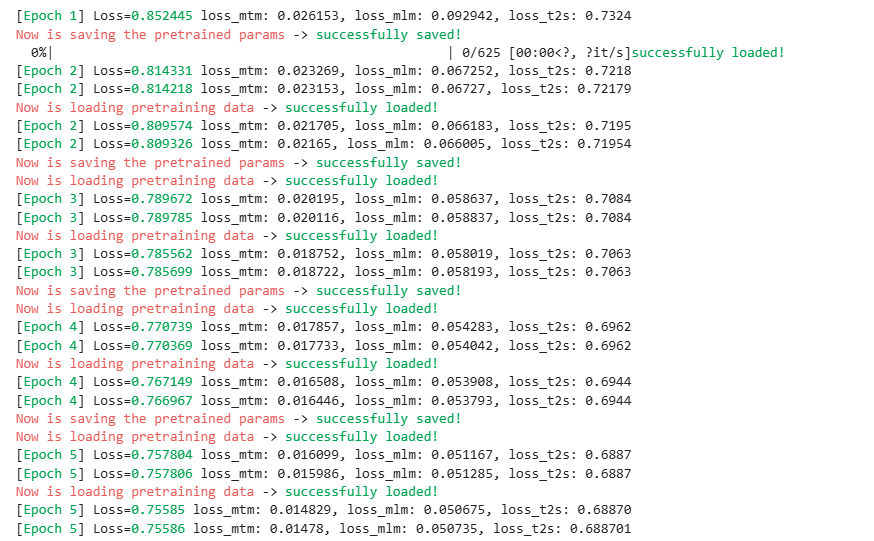 [Epoch 1] Loss=0.852445 loss_mtm: 0.026153, loss_mlm: 0.092942, loss_t2s: 0.7324
Now is saving the pretrained params -> successfully saved!
0%| | 0/625 [00:00<?, ?it/s]successfully loaded!
[Epoch 2] Loss=0.814331 loss_mtm: 0.023269, loss_mlm: 0.067252, loss_t2s: 0.7218
[Epoch 2] Loss=0.814218 loss_mtm: 0.023153, loss_mlm: 0.06727, loss_t2s: 0.72179
Now is loading pretraining data -> successfully loaded!
[Epoch 2] Loss=0.809574 loss_mtm: 0.021705, loss_mlm: 0.066183, loss_t2s: 0.7195
[Epoch 2] Loss=0.809326 loss_mtm: 0.02165, loss_mlm: 0.066005, loss_t2s: 0.71954
Now is saving the pretrained params -> successfully saved!
Now is loading pretraining data -> successfully loaded!
[Epoch 3] Loss=0.789672 loss_mtm: 0.020195, loss_mlm: 0.058637, loss_t2s: 0.7084
[Epoch 3] Loss=0.789785 loss_mtm: 0.020116, loss_mlm: 0.058837, loss_t2s: 0.7084
Now is loading pretraining data -> successfully loaded!
[Epoch 3] Loss=0.785562 loss_mtm: 0.018752, loss_mlm: 0.058019, loss_t2s: 0.7063
[Epoch 3] Loss=0.785699 loss_mtm: 0.018722, loss_mlm: 0.058193, loss_t2s: 0.7063
Now is saving the pretrained params -> successfully saved!
Now is loading pretraining data -> successfully loaded!
[Epoch 4] Loss=0.770739 loss_mtm: 0.017857, loss_mlm: 0.054283, loss_t2s: 0.6962
[Epoch 4] Loss=0.770369 loss_mtm: 0.017733, loss_mlm: 0.054042, loss_t2s: 0.6962
Now is loading pretraining data -> successfully loaded!
[Epoch 4] Loss=0.767149 loss_mtm: 0.016508, loss_mlm: 0.053908, loss_t2s: 0.6944
[Epoch 4] Loss=0.766967 loss_mtm: 0.016446, loss_mlm: 0.053793, loss_t2s: 0.6944
Now is saving the pretrained params -> successfully saved!
Now is loading pretraining data -> successfully loaded!
[Epoch 5] Loss=0.757804 loss_mtm: 0.016099, loss_mlm: 0.051167, loss_t2s: 0.6887
[Epoch 5] Loss=0.757806 loss_mtm: 0.015986, loss_mlm: 0.051285, loss_t2s: 0.6887
Now is loading pretraining data -> successfully loaded!
[Epoch 5] Loss=0.75585 loss_mtm: 0.014829, loss_mlm: 0.050675, loss_t2s: 0.68870
[Epoch 5] Loss=0.75586 loss_mtm: 0.01478, loss_mlm: 0.050735, loss_t2s: 0.688701